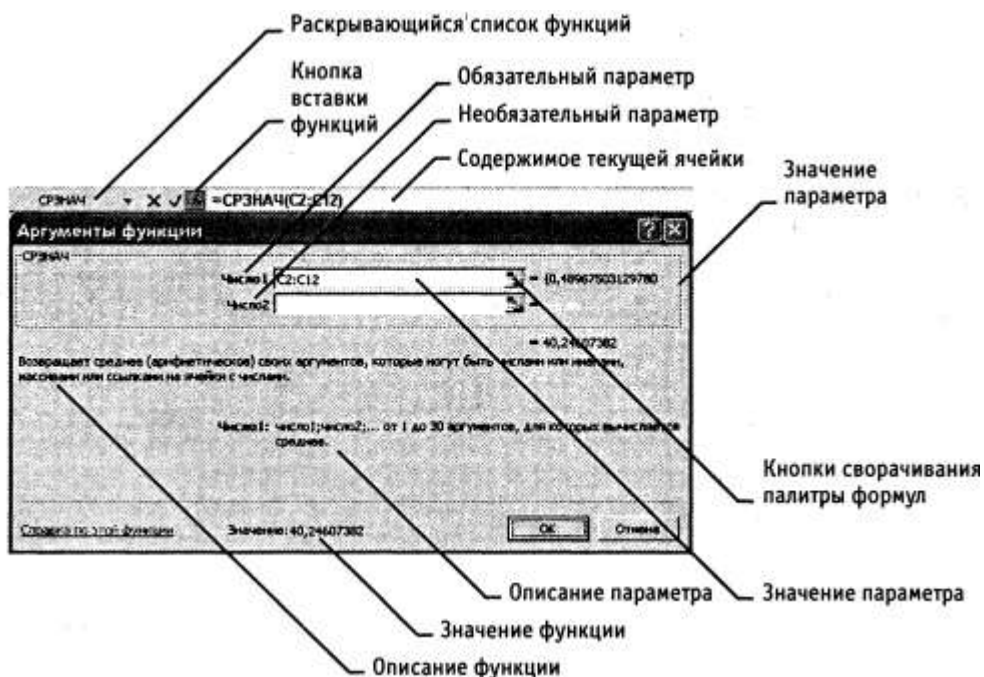 Раскрывающийся список функций
Кнопка
вставки
функций
Обязательный параметр
Необязательный параметр
Содержимое текущей ячейки
Значение
параметра
СРЗНАЧ =СРЗНАЧ(C2:C12)
Аргументы функции
СРЗНАЧ
Число1 C2:C12 = {0,48967503129780
Число2 =
= 40,24607382
Возвращает среднее (арифметическое) своих аргументов, которые могут быть числами или именами,
массивами или ссылками на ячейки с числами.
Число1: число1;число2;... от 1 до 30 аргументов, для которых вычисляется
среднее.
Кнопки сворачивания
палитры формул
Справка по этой функции Значение: 40,24607382 ОК Отмена
Описание параметра
Значение параметра
Значение функции
Описание функции